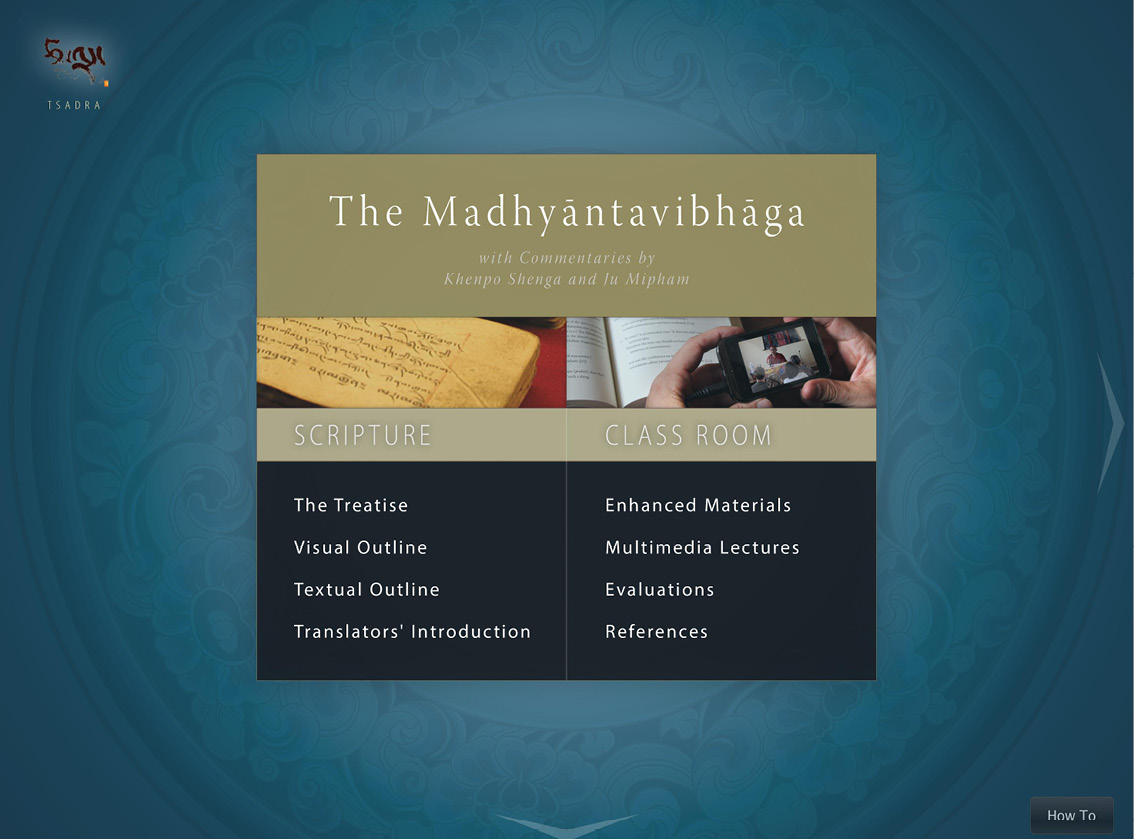 TSADRA
The Madhyāntavibhāga
with Commentaries by
Khenpo Shenga and Ju Mipham
SCRIPTURE
The Treatise
Visual Outline
Textual Outline
Translators' Introduction
CLASS ROOM
Enhanced Materials
Multimedia Lectures
Evaluations
References
How To